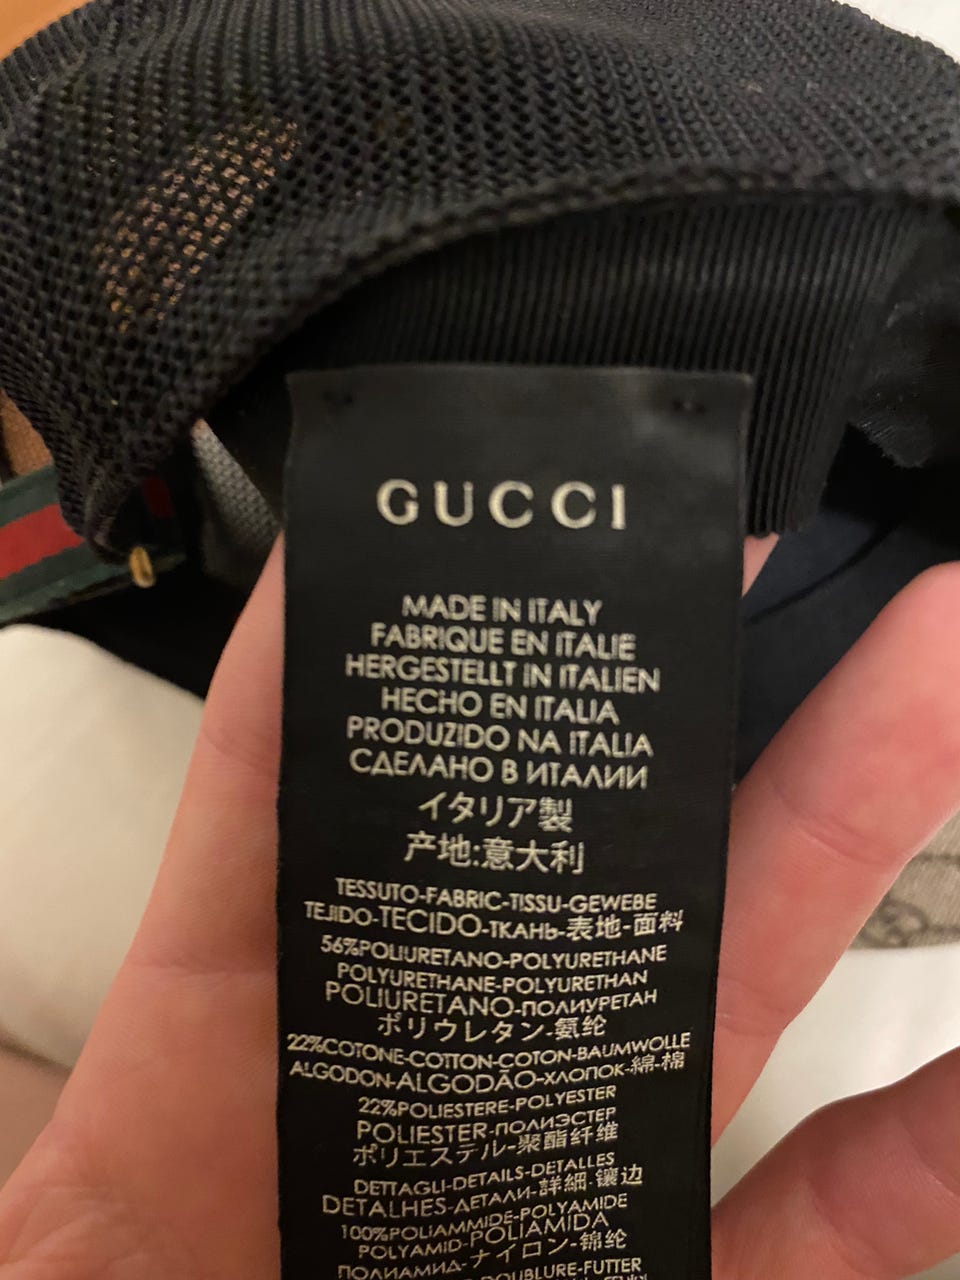 GUCCI
MADE IN ITALY
FABRIQUE EN ITALIE
HERGESTELLT IN ITALIEN
HECHO EN ITALIA
PRODUZIDO NA ITALIA
СДЕЛАНО В ИТАЛИИ
イタリア製
产地:意大利
TESSUTO-FABRIC-TISSU-GEWEBE
TEJIDO-TECIDO-ТКАНЬ-表地-面料
56%POLIURETANO-POLYURETHANE
POLYURETHANE-POLYURETHAN
POLIURETANO-ПОЛИУРЕТАН
ポリウレタン-氨纶
22%COTONE-COTTON-COTON-BAUMWOLLE
ALGODON-ALGODÃO-ХЛОПОК-綿-棉
22%POLIESTERE-POLYESTER
POLIESTER-ПОЛИЭСТЕР
ポリエステル-聚酯纤维
DETTAGLI-DETAILS-DETALLES
DETALHES-ДЕТАЛИ-詳細-镶边
100%POLIAMMIDE-POLYAMIDE
POLYAMID-POLIAMIDA
ПОЛИАМИД-ナイロン-锦纶
DOUBLURE-FUTTER